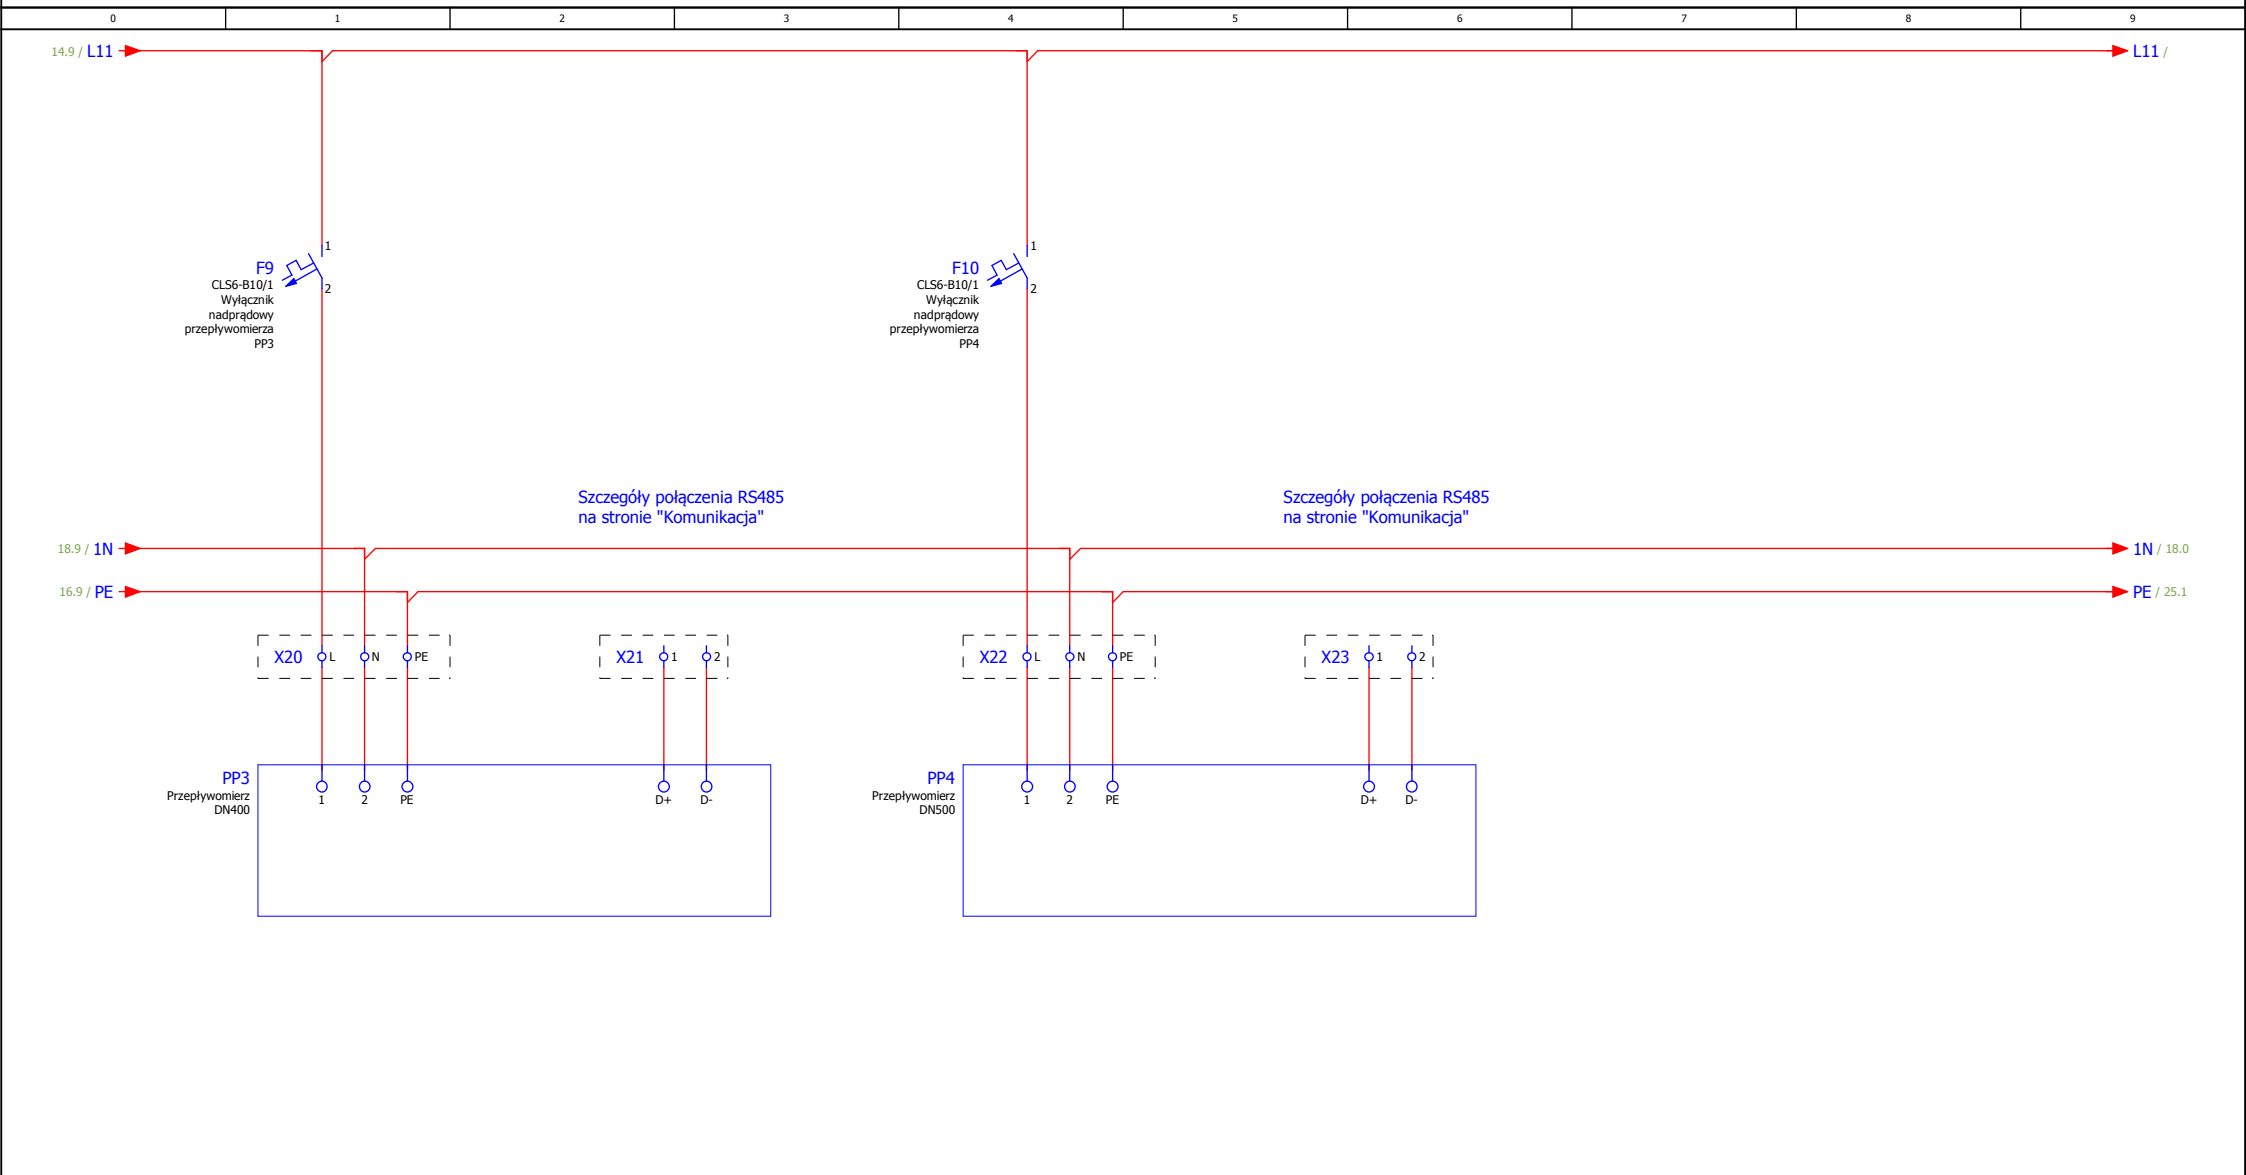 0 1 2 3 4 5 6 7 8 9
14.9 / L11 L11 /
1 1
F9 F10
CLS6-B10/1 CLS6-B10/1
2 2
Wyłącznik Wyłącznik
nadprądowy nadprądowy
przepływomierza przepływomierza
PP3 PP4
Szczegóły połączenia RS485 Szczegóły połączenia RS485
na stronie "Komunikacja" na stronie "Komunikacja"
18.9 / 1N 1N / 18.0
16.9 / PE PE / 25.1
X20 L N PE X21 1 2 X22 L N PE X23 1 2
PP3 PP4
Przepływomierz 1 2 PE D+ D- Przepływomierz 1 2 PE D+ D-
DN400 DN500